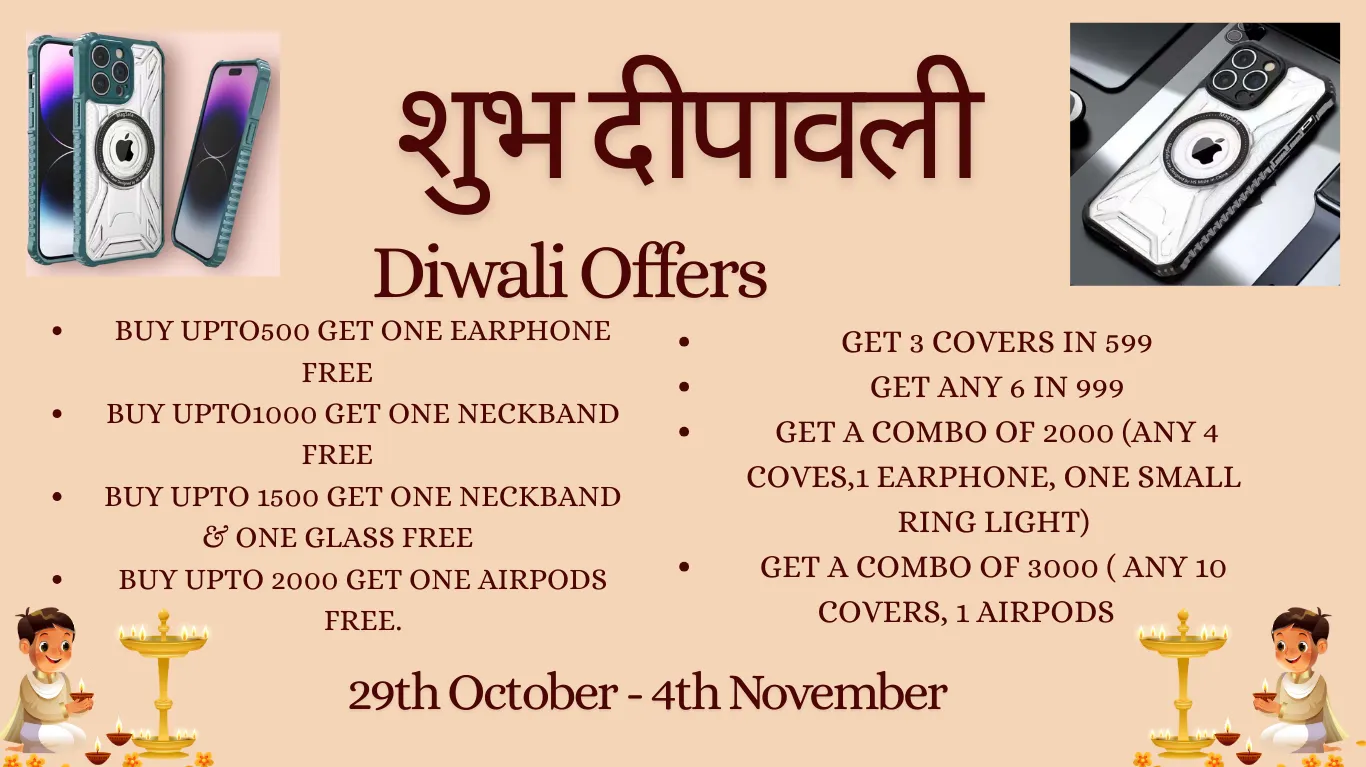 शुभ दीपावली
Diwali Offers
BUY UPTO500 GET ONE EARPHONE
FREE
BUY UPTO1000 GET ONE NECKBAND
FREE
BUY UPTO 1500 GET ONE NECKBAND
& ONE GLASS FREE
BUY UPTO 2000 GET ONE AIRPODS
FREE.
GET 3 COVERS IN 599
GET ANY 6 IN 999
GET A COMBO OF 2000 (ANY 4
COVES,1 EARPHONE, ONE SMALL
RING LIGHT)
GET A COMBO OF 3000 ( ANY 10
COVERS, 1 AIRPODS
29th October - 4th November